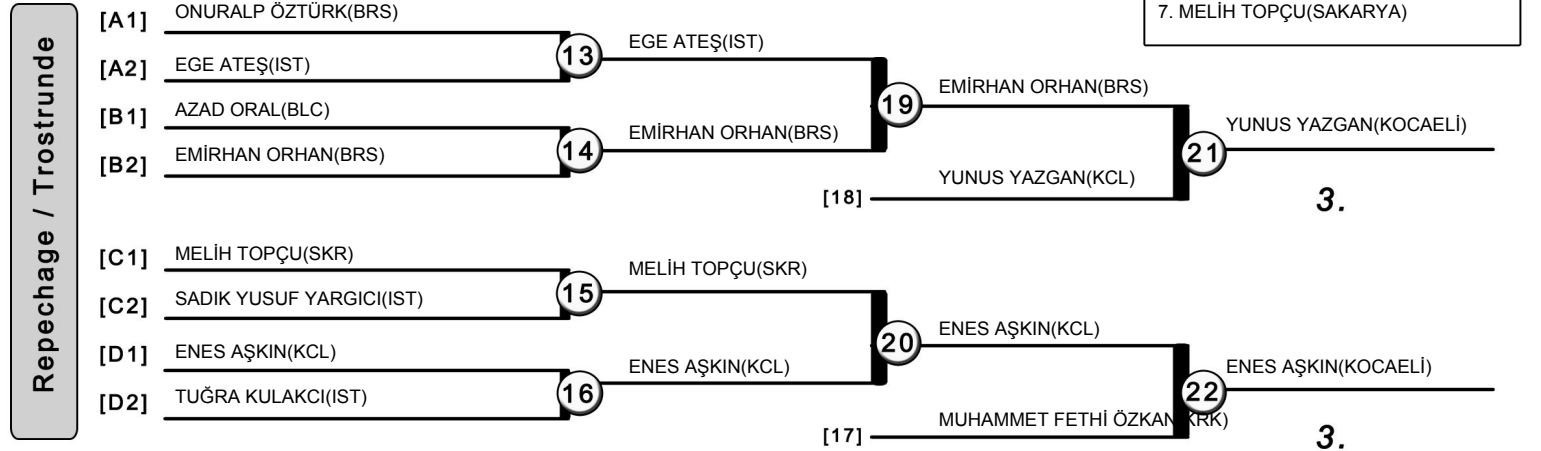 Repechage / Trostrunde
7. MELİH TOPÇU(SAKARYA)
[A1] ONURALP ÖZTÜRK(BRS)
[A2] EGE ATEŞ(IST)
13
EGE ATEŞ(IST)
[B1] AZAD ORAL(BLC)
[B2] EMİRHAN ORHAN(BRS)
14
EMİRHAN ORHAN(BRS)
19
EMİRHAN ORHAN(BRS)
[18] YUNUS YAZGAN(KCL)
21
YUNUS YAZGAN(KOCAELİ)
3.
[C1] MELİH TOPÇU(SKR)
[C2] SADIK YUSUF YARGICI(IST)
15
MELİH TOPÇU(SKR)
[D1] ENES AŞKIN(KCL)
[D2] TUĞRA KULAKCI(IST)
16
ENES AŞKIN(KCL)
20
ENES AŞKIN(KCL)
[17] MUHAMMET FETHİ ÖZKAN(KRK)
22
ENES AŞKIN(KOCAELİ)
3.